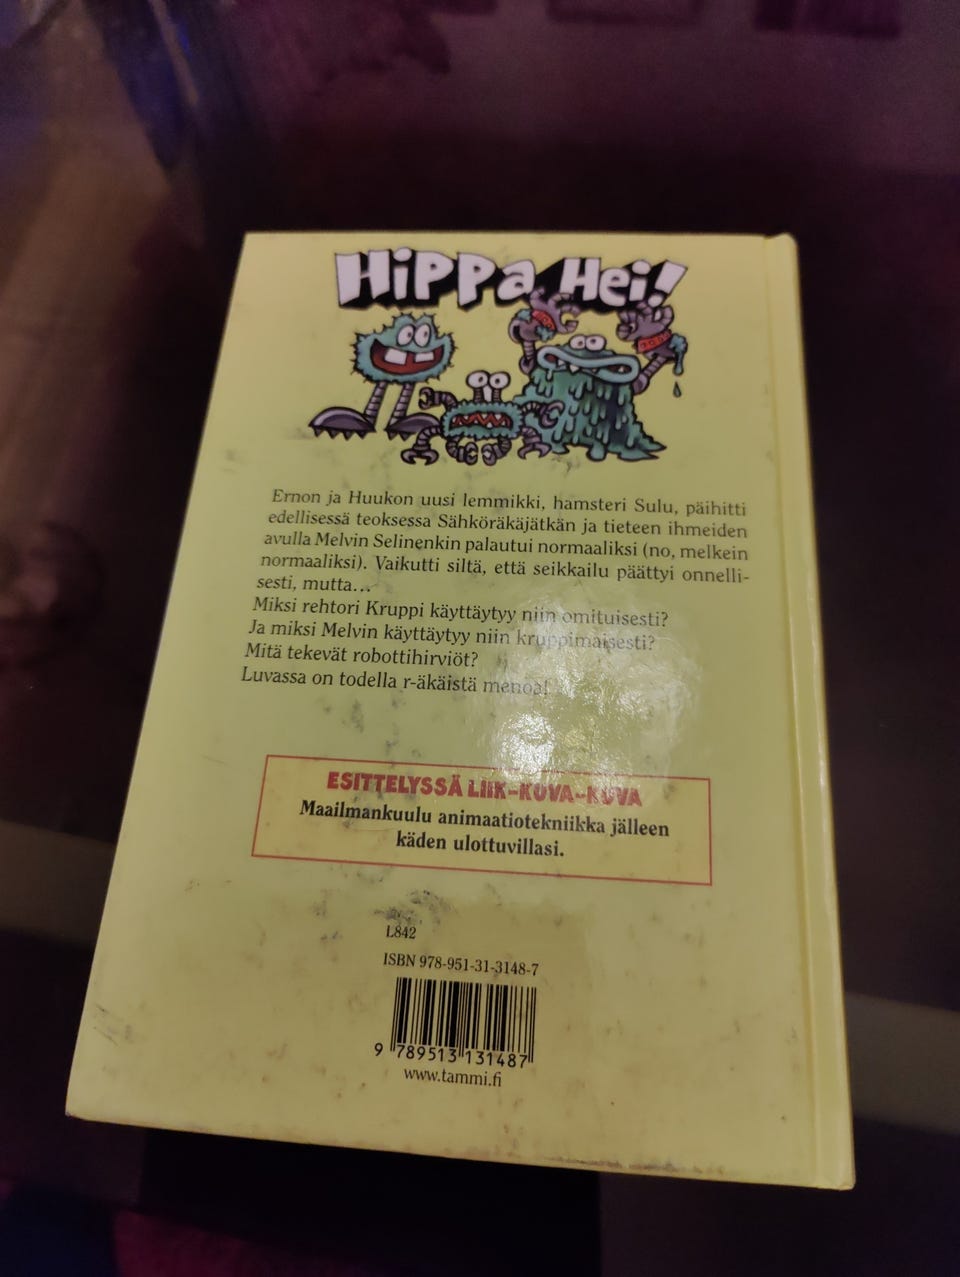 Hippa Hei!
Ernon ja Huukon uusi lemmikki, hamsteri Sulu, päihitti
edellisessä teoksessa Sähköräkäjätkän ja tieteen ihmeiden
avulla Melvin Selinenkin palautui normaaliksi (no, melkein
normaaliksi). Vaikutti siltä, että seikkailu päättyi onnelli-
sesti, mutta…
Miksi rehtori Kruppi käyttäytyy niin omituisesti?
Ja miksi Melvin käyttäytyy niin kruppimaisesti?
Mitä tekevät robottihirviöt?
Luvassa on todella r-äkäistä menoa!
ESITTELYSSÄ LIIK-KUVA-KUVA
Maailmankuulu animaatiotekniikka jälleen
käden ulottuvillasi.
L842
ISBN 978-951-31-3148-7
9 789513 131487
www.tammi.fi